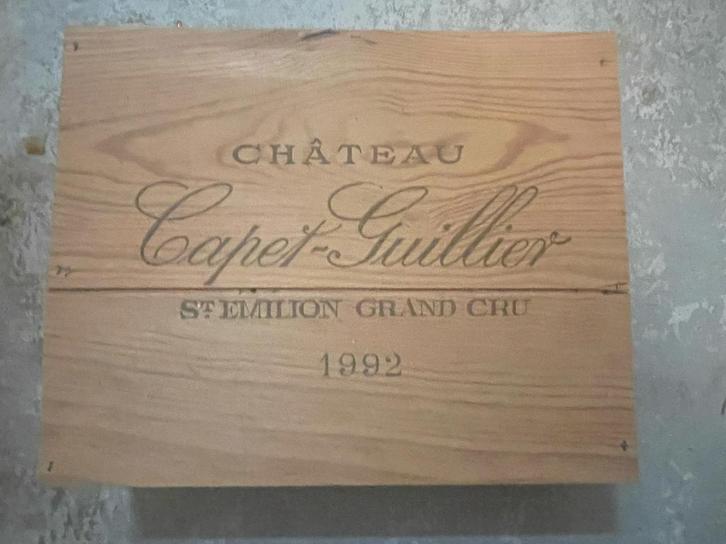 CHÂTEAU
Capet-Guillier
ST EMILION GRAND CRU
1992